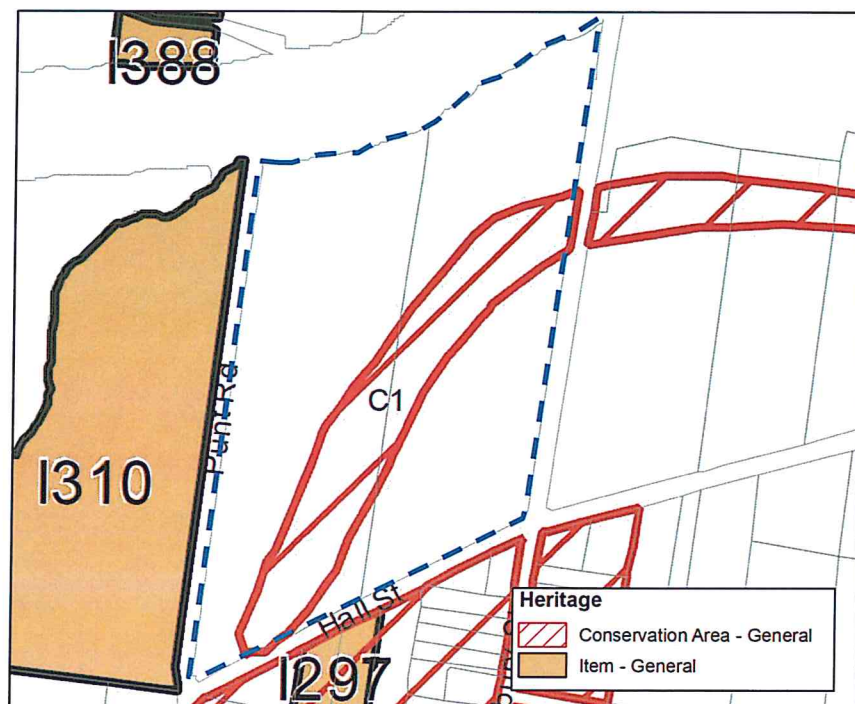 I388
Punt Rd
C1
I310
Hall St
I297
Heritage
Conservation Area - General
Item - General